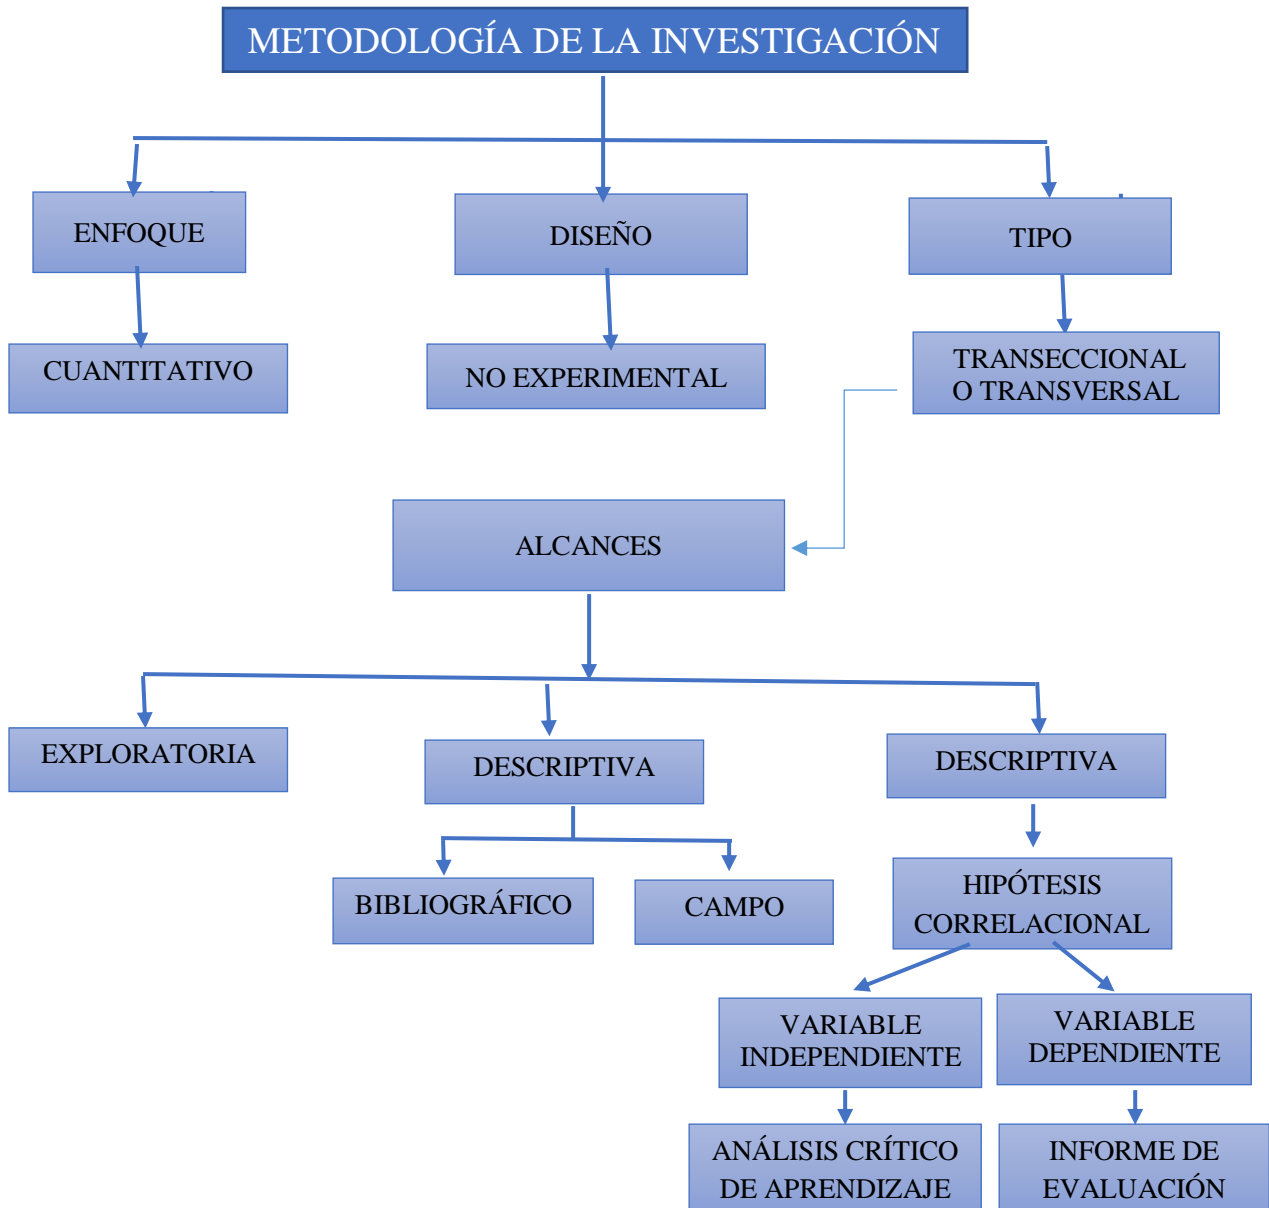 METODOLOGÍA DE LA INVESTIGACIÓN
ENFOQUE
DISEÑO
TIPO
CUANTITATIVO
NO EXPERIMENTAL
TRANSECCIONAL
O TRANSVERSAL
ALCANCES
EXPLORATORIA
DESCRIPTIVA
DESCRIPTIVA
BIBLIOGRÁFICO
CAMPO
HIPÓTESIS
CORRELACIONAL
VARIABLE
INDEPENDIENTE
VARIABLE
DEPENDIENTE
ANÁLISIS CRÍTICO
DE APRENDIZAJE
INFORME DE
EVALUACIÓN